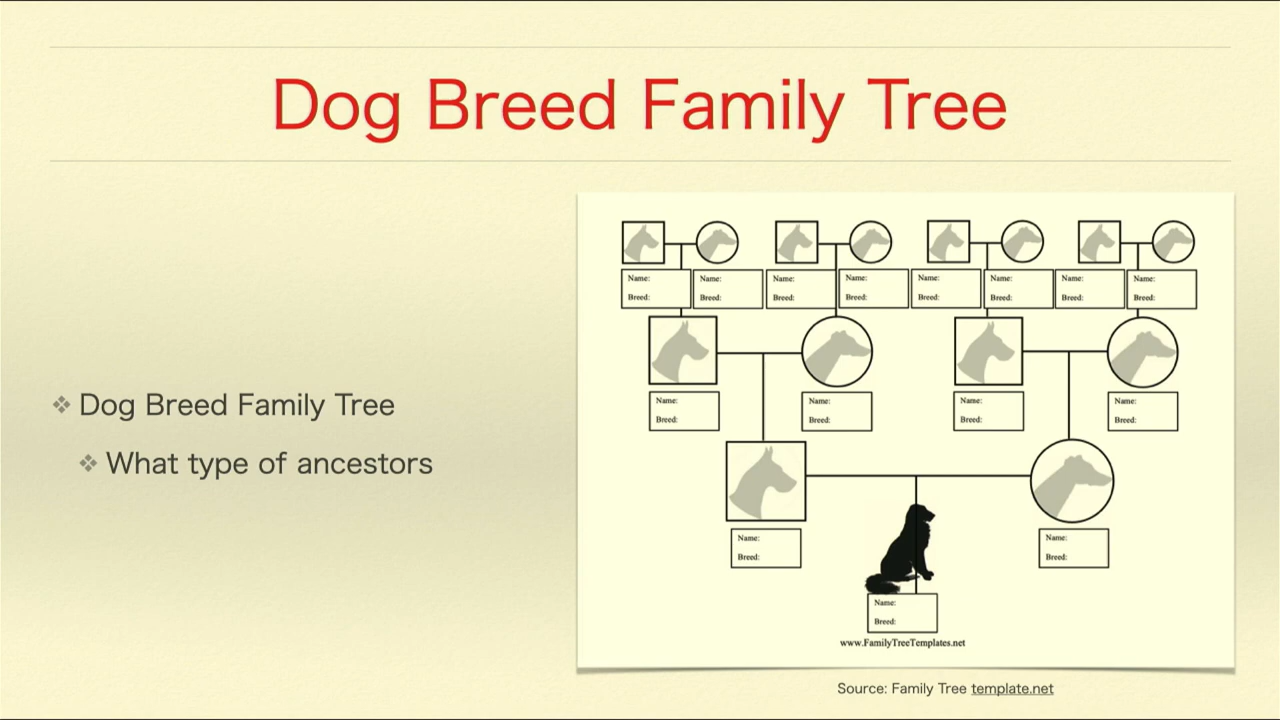 Dog Breed Family Tree
❖ Dog Breed Family Tree
❖ What type of ancestors
Name: Name: Name: Name: Name: Name: Name: Name:
Breed: Breed: Breed: Breed: Breed: Breed: Breed: Breed:
Name: Name: Name: Name:
Breed: Breed: Breed: Breed:
Name: Name:
Breed: Breed:
Name:
Breed:
www.FamilyTreeTemplates.net
Source: Family Tree template.net